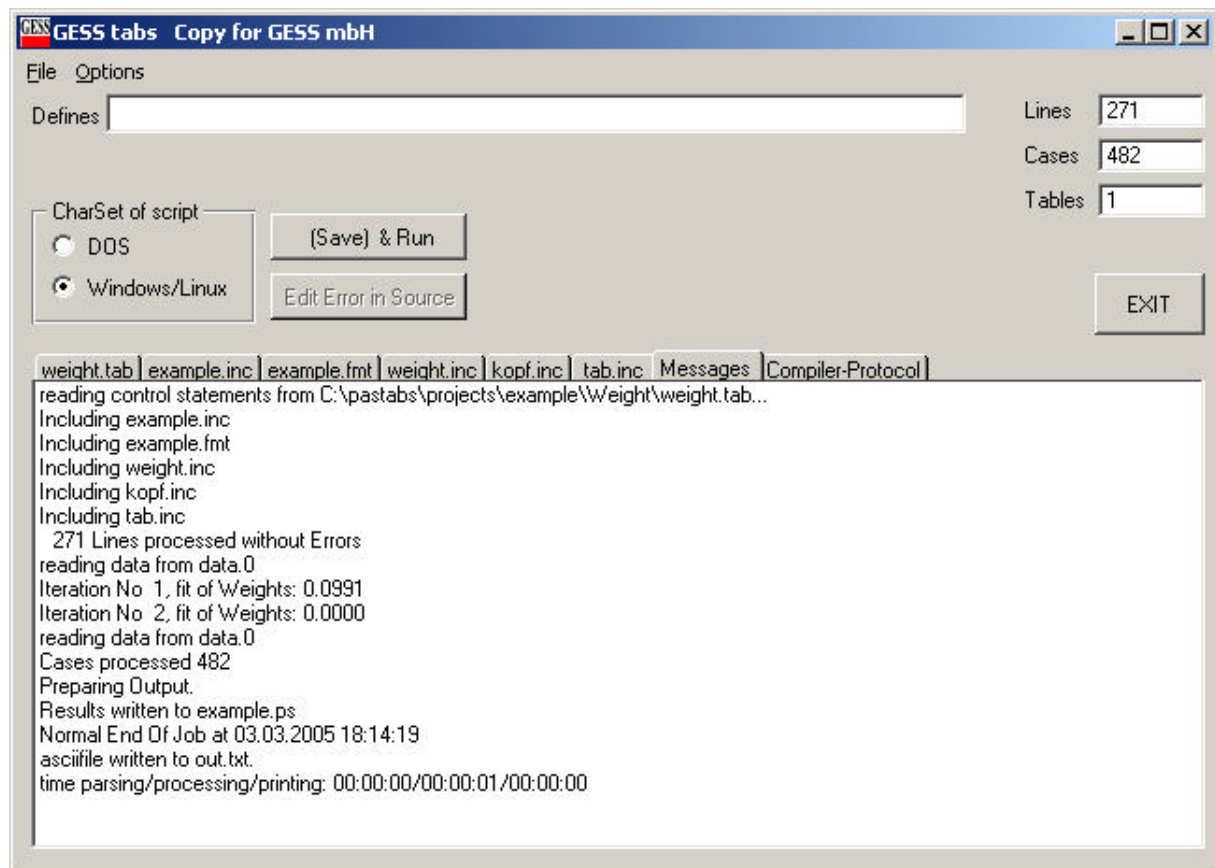 GESS GESS tabs Copy for GESS mbH
File Options
Defines
Lines 271
Cases 482
Tables 1
CharSet of script
DOS
Windows/Linux
(Save) & Run
Edit Error in Source
EXIT
weight.tab example.inc example.fmt weight.inc kopf.inc tab.inc Messages Compiler-Protocol
reading control statements from C:\pastabs\projects\example\\Weight\weight.tab...
Including example.inc
Including example.fmt
Including weight.inc
Including kopf.inc
Including tab.inc
271 Lines processed without Errors
reading data from data.0
Iteration No 1, fit of Weights: 0.0991
Iteration No 2, fit of Weights: 0.0000
reading data from data.0
Cases processed 482
Preparing Output.
Results written to example.ps
Normal End Of Job at 03.03.2005 18:14:19
asciifile written to out.txt.
time parsing/processing/printing: 00:00:00/00:00:01/00:00:00